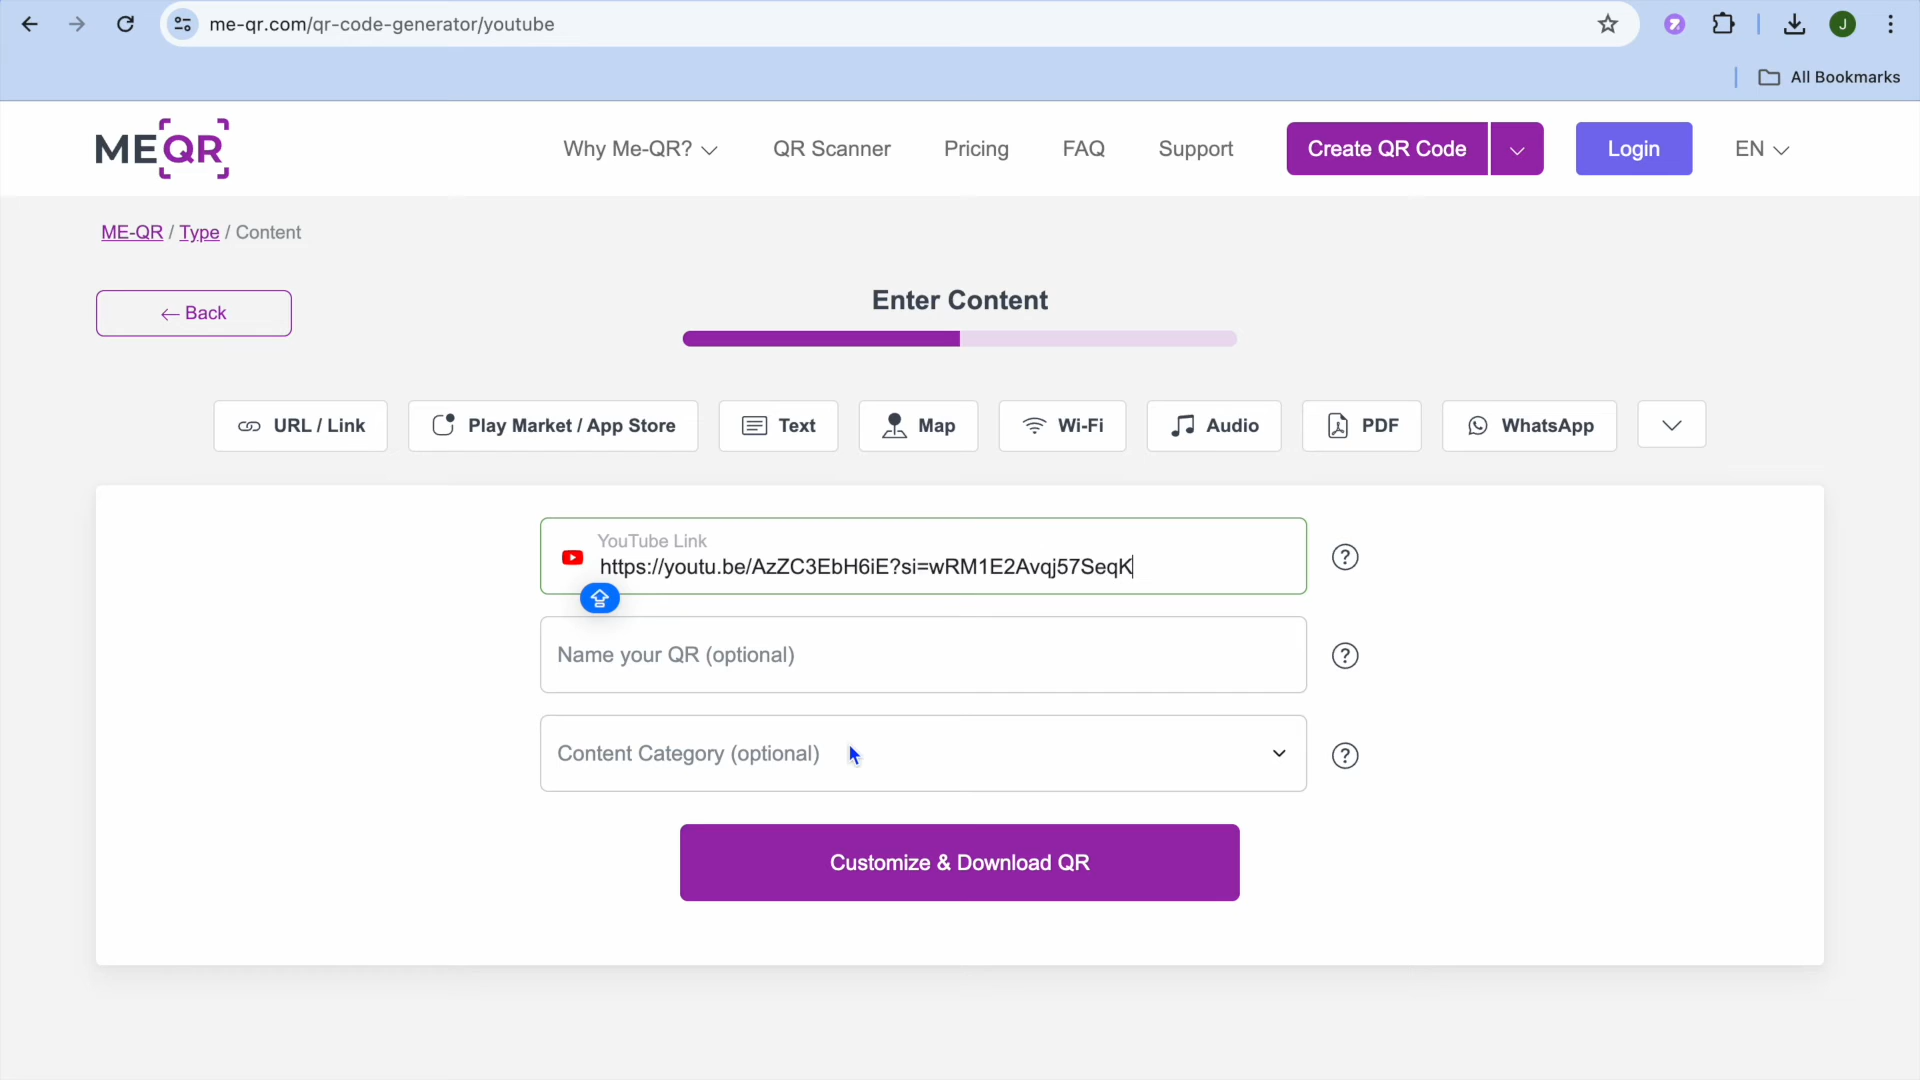 me-qr.com/qr-code-generator/youtube
J
All Bookmarks
MEQR
Why Me-QR?
QR Scanner
Pricing
FAQ
Support
Create QR Code
Login
EN
ME-QR / Type / Content
← Back
Enter Content
URL / Link
Play Market / App Store
Text
Map
Wi-Fi
Audio
PDF
WhatsApp
YouTube Link
https://youtu.be/AzZC3EbH6iE?si=wRM1E2Avqj57SeqK
?
Name your QR (optional)
?
Content Category (optional)
?
Customize & Download QR